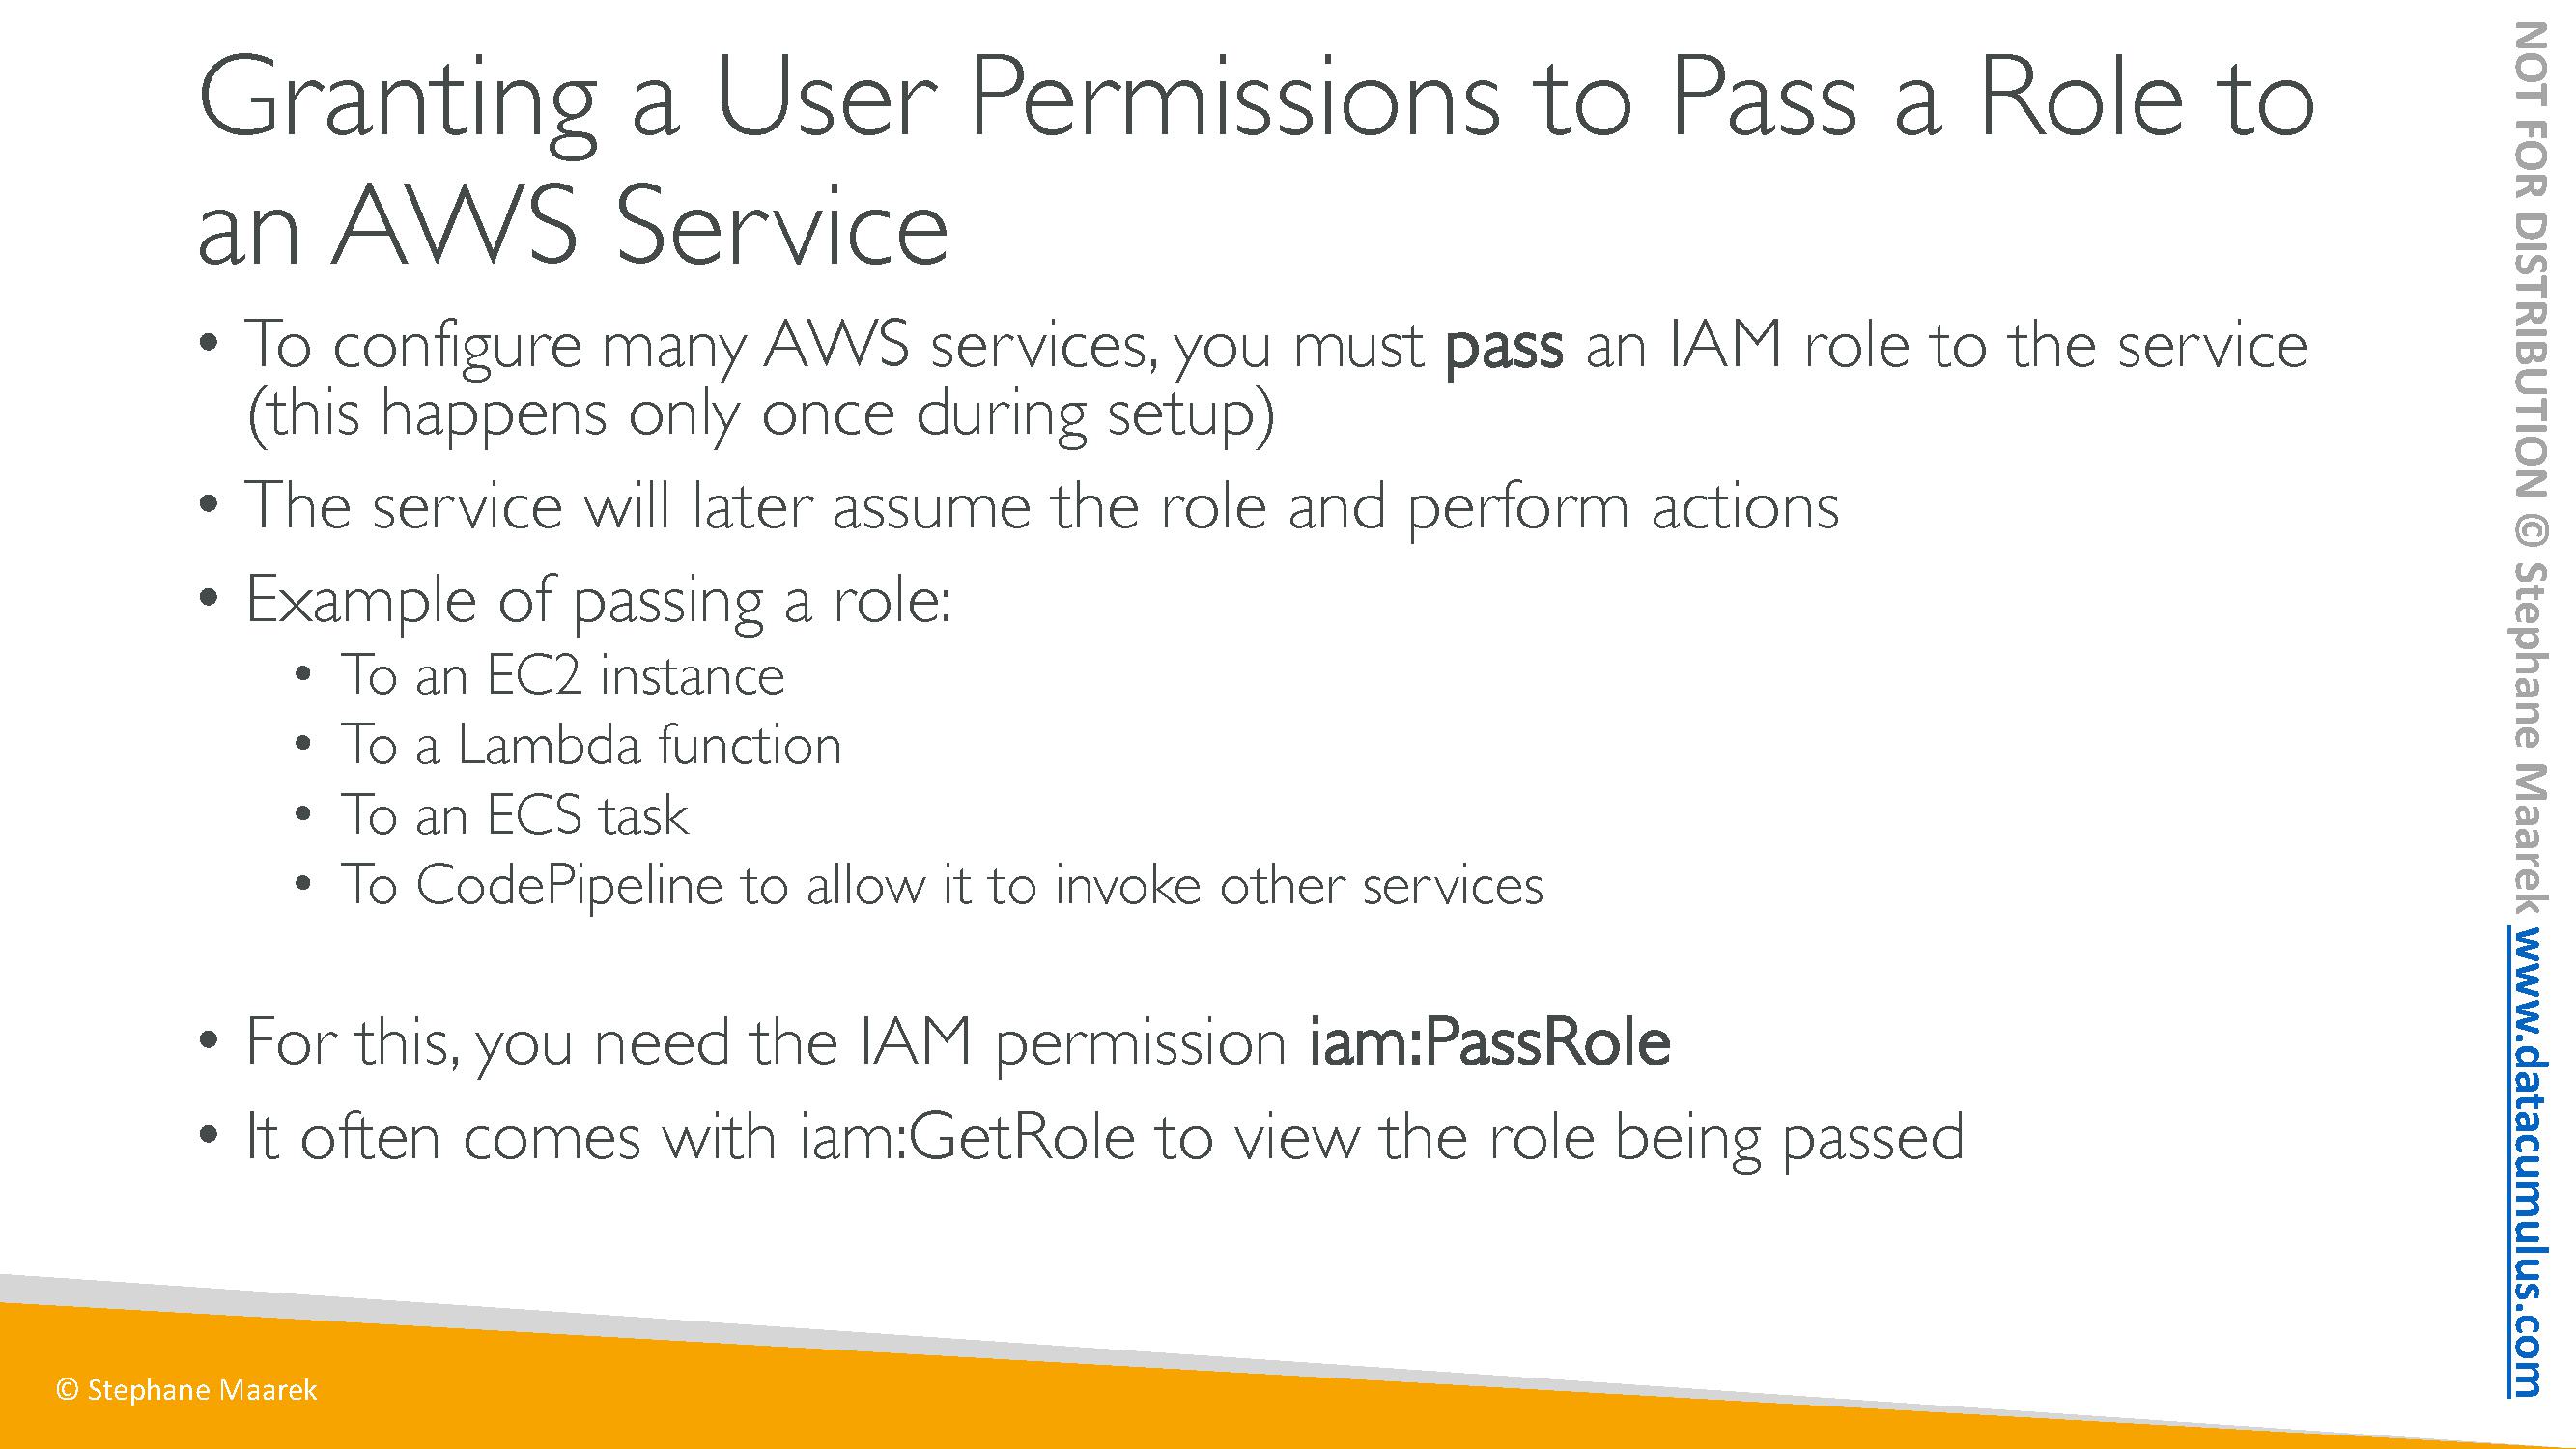 Granting a User Permissions to Pass a Role to
an AWS Service
• To configure many AWS services, you must pass an IAM role to the service
(this happens only once during setup)
• The service will later assume the role and perform actions
• Example of passing a role:
• To an EC2 instance
• To a Lambda function
• To an ECS task
• To CodePipeline to allow it to invoke other services
• For this, you need the IAM permission iam:PassRole
• It often comes with iam:GetRole to view the role being passed
© Stephane Maarek
NOT FOR DISTRIBUTION © Stephane Maarek www.datacumulus.com